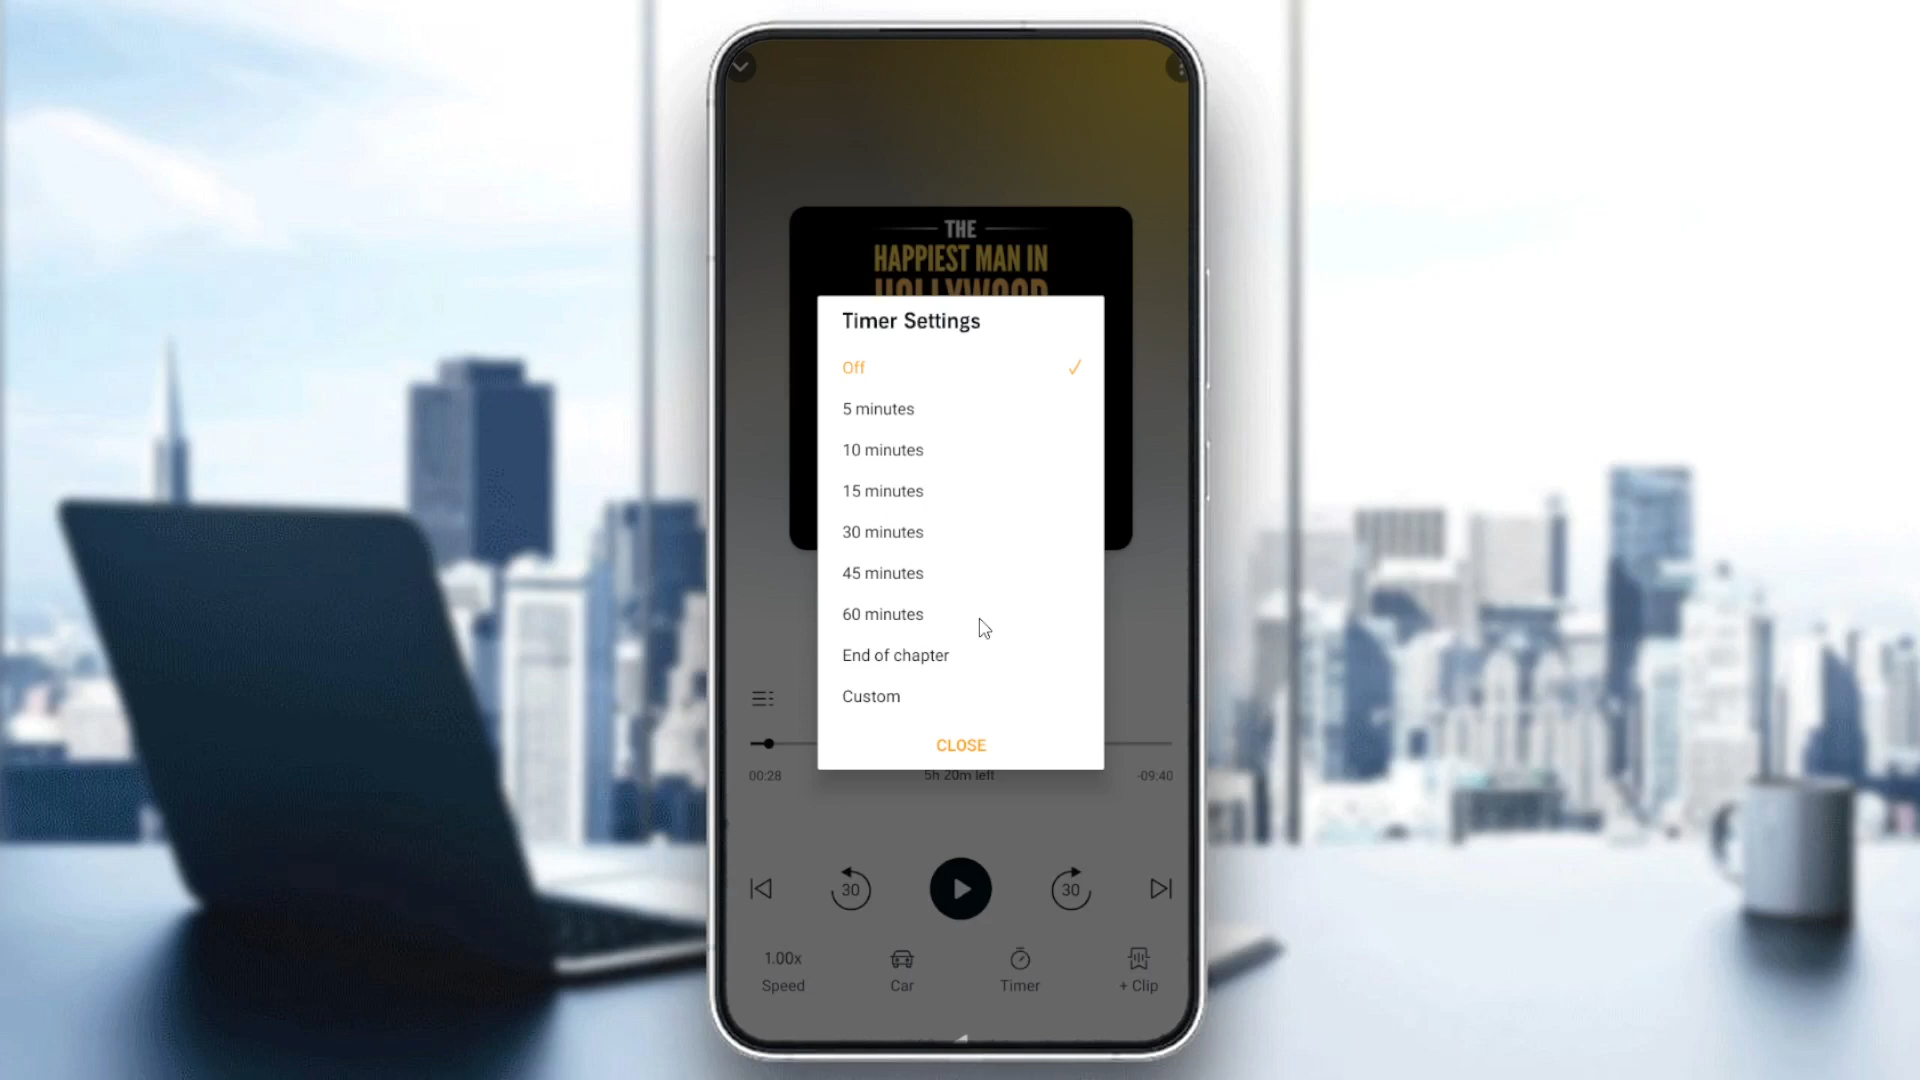 THE
HAPPIEST MAN IN
HOLLYWOOD
Timer Settings
Off
5 minutes
10 minutes
15 minutes
30 minutes
45 minutes
60 minutes
End of chapter
Custom
CLOSE
00:28
5h 20m left
-09:40
30
30
1.00x
Speed
Car
Timer
+ Clip